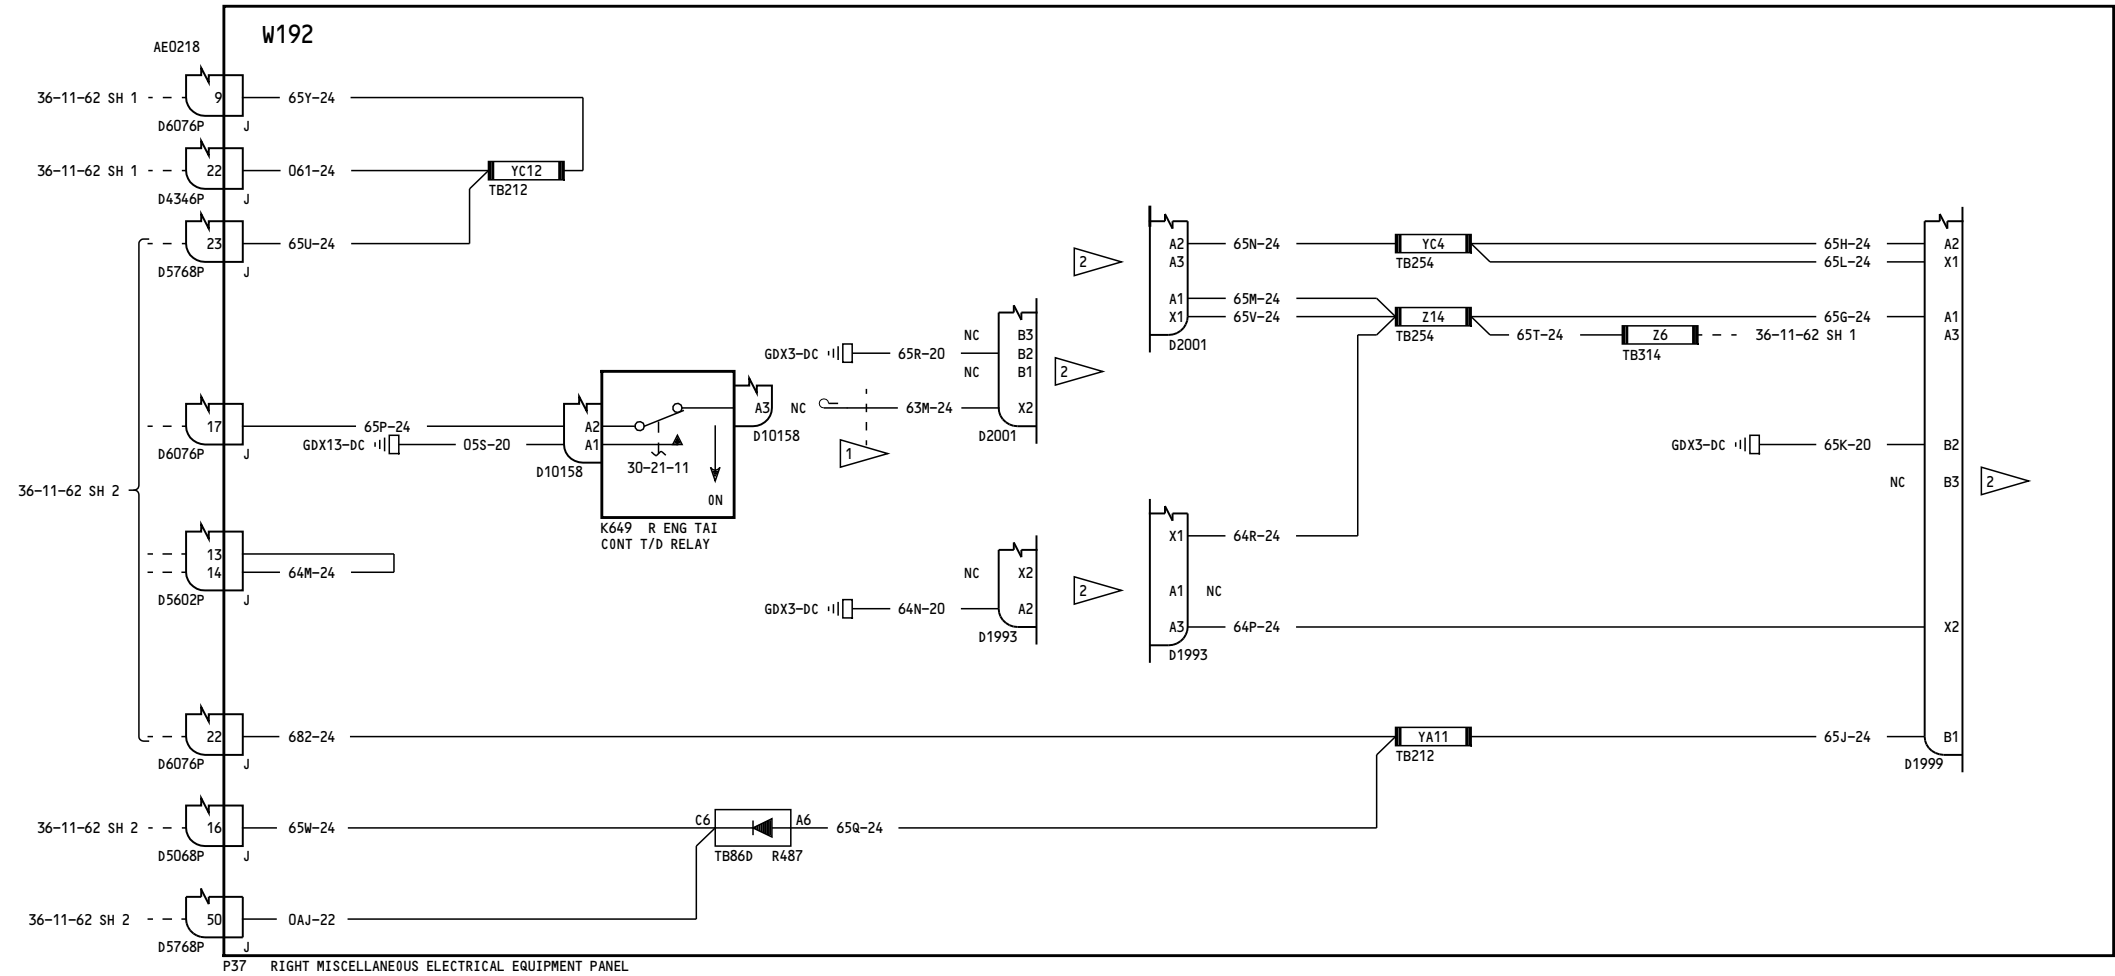 W192
AE0218
36-11-62 SH 1
9
65Y-24
D6076P
J
36-11-62 SH 1
22
061-24
YC12
TB212
D4346P
J
23
65U-24
D5768P
J
2
A2
65N-24
YC4
65H-24
A2
A3
TB254
65L-24
X1
A1
65M-24
X1
65V-24
Z14
65G-24
A1
D2001
TB254
65T-24
Z6
36-11-62 SH 1
A3
TB314
NC
B3
GDX3-DC
65R-20
B2
NC
B1
2
NC
63M-24
X2
D2001
1
17
65P-24
A2
A3
D6076P
J
GDX13-DC
05S-20
A1
D10158
D10158
30-21-11
ON
K649 R ENG TAI
CONT T/D RELAY
GDX3-DC
65K-20
B2
NC
B3
2
36-11-62 SH 2
13
14
64M-24
D5602P
J
X1
64R-24
NC
X2
2
A1
NC
GDX3-DC
64N-20
A2
D1993
A3
64P-24
X2
D1993
22
682-24
YA11
65J-24
B1
D6076P
J
TB212
D1999
36-11-62 SH 2
16
65W-24
C6
A6
65Q-24
D5068P
J
TB86D R487
36-11-62 SH 2
50
0AJ-22
D5768P
J
P37 RIGHT MISCELLANEOUS ELECTRICAL EQUIPMENT PANEL